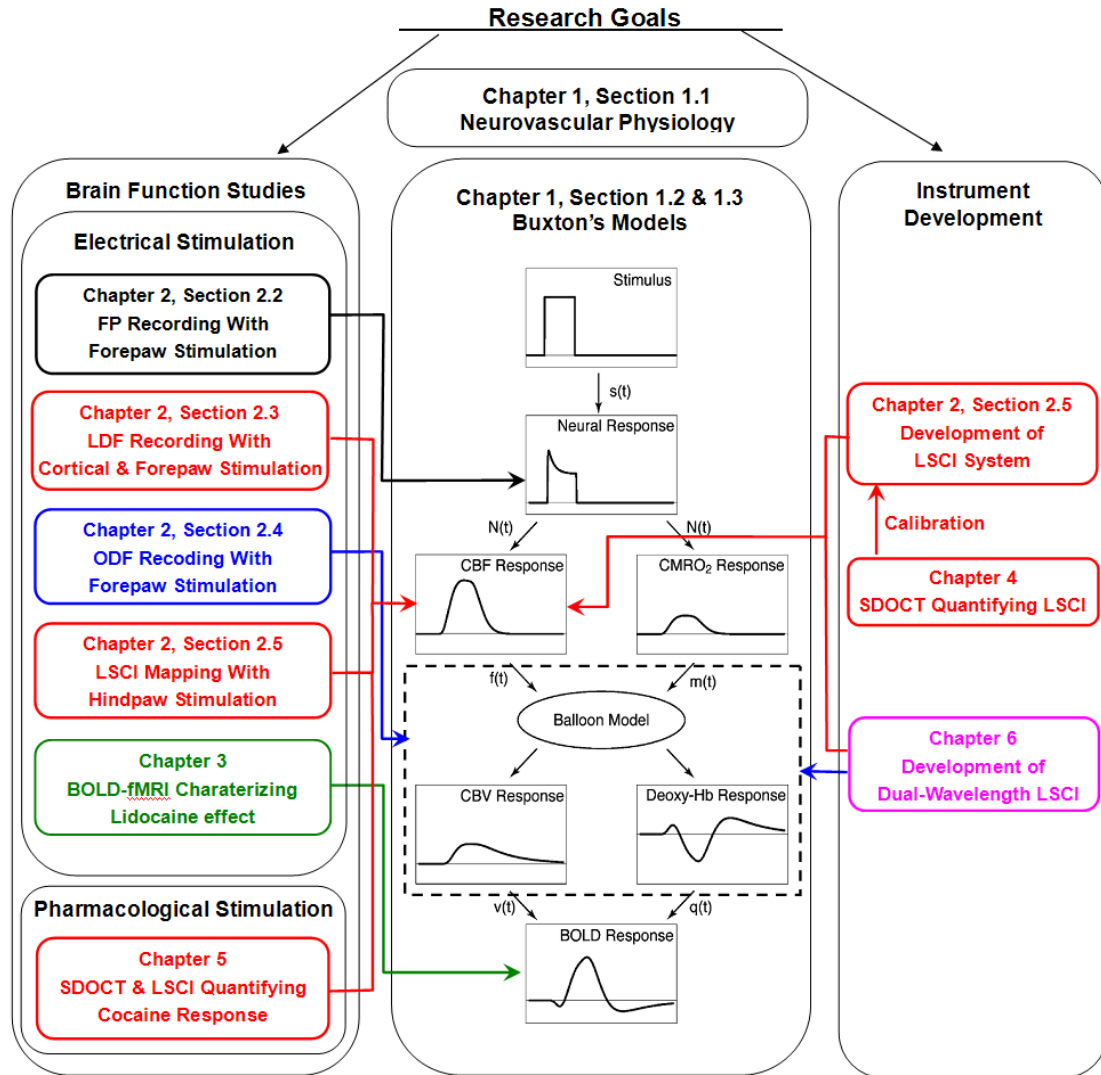 Research Goals
Chapter 1, Section 1.1
Neurovascular Physiology
Brain Function Studies
Electrical Stimulation
Chapter 2, Section 2.2
FP Recording With
Forepaw Stimulation
Chapter 2, Section 2.3
LDF Recording With
Cortical & Forepaw Stimulation
Chapter 2, Section 2.4
ODF Recoding With
Forepaw Stimulation
Chapter 2, Section 2.5
LSCI Mapping With
Hindpaw Stimulation
Chapter 3
BOLD-fMRI Charaterizing
Lidocaine effect
Pharmacological Stimulation
Chapter 5
SDOCT & LSCI Quantifying
Cocaine Response
Chapter 1, Section 1.2 & 1.3
Buxton's Models
Stimulus
s(t)
Neural Response
N(t)
N(t)
CBF Response
CMRO₂ Response
f(t)
m(t)
Balloon Model
CBV Response
Deoxy-Hb Response
v(t)
q(t)
BOLD Response
Instrument
Development
Chapter 2, Section 2.5
Development of
LSCI System
Calibration
Chapter 4
SDOCT Quantifying LSCI
Chapter 6
Development of
Dual-Wavelength LSCI